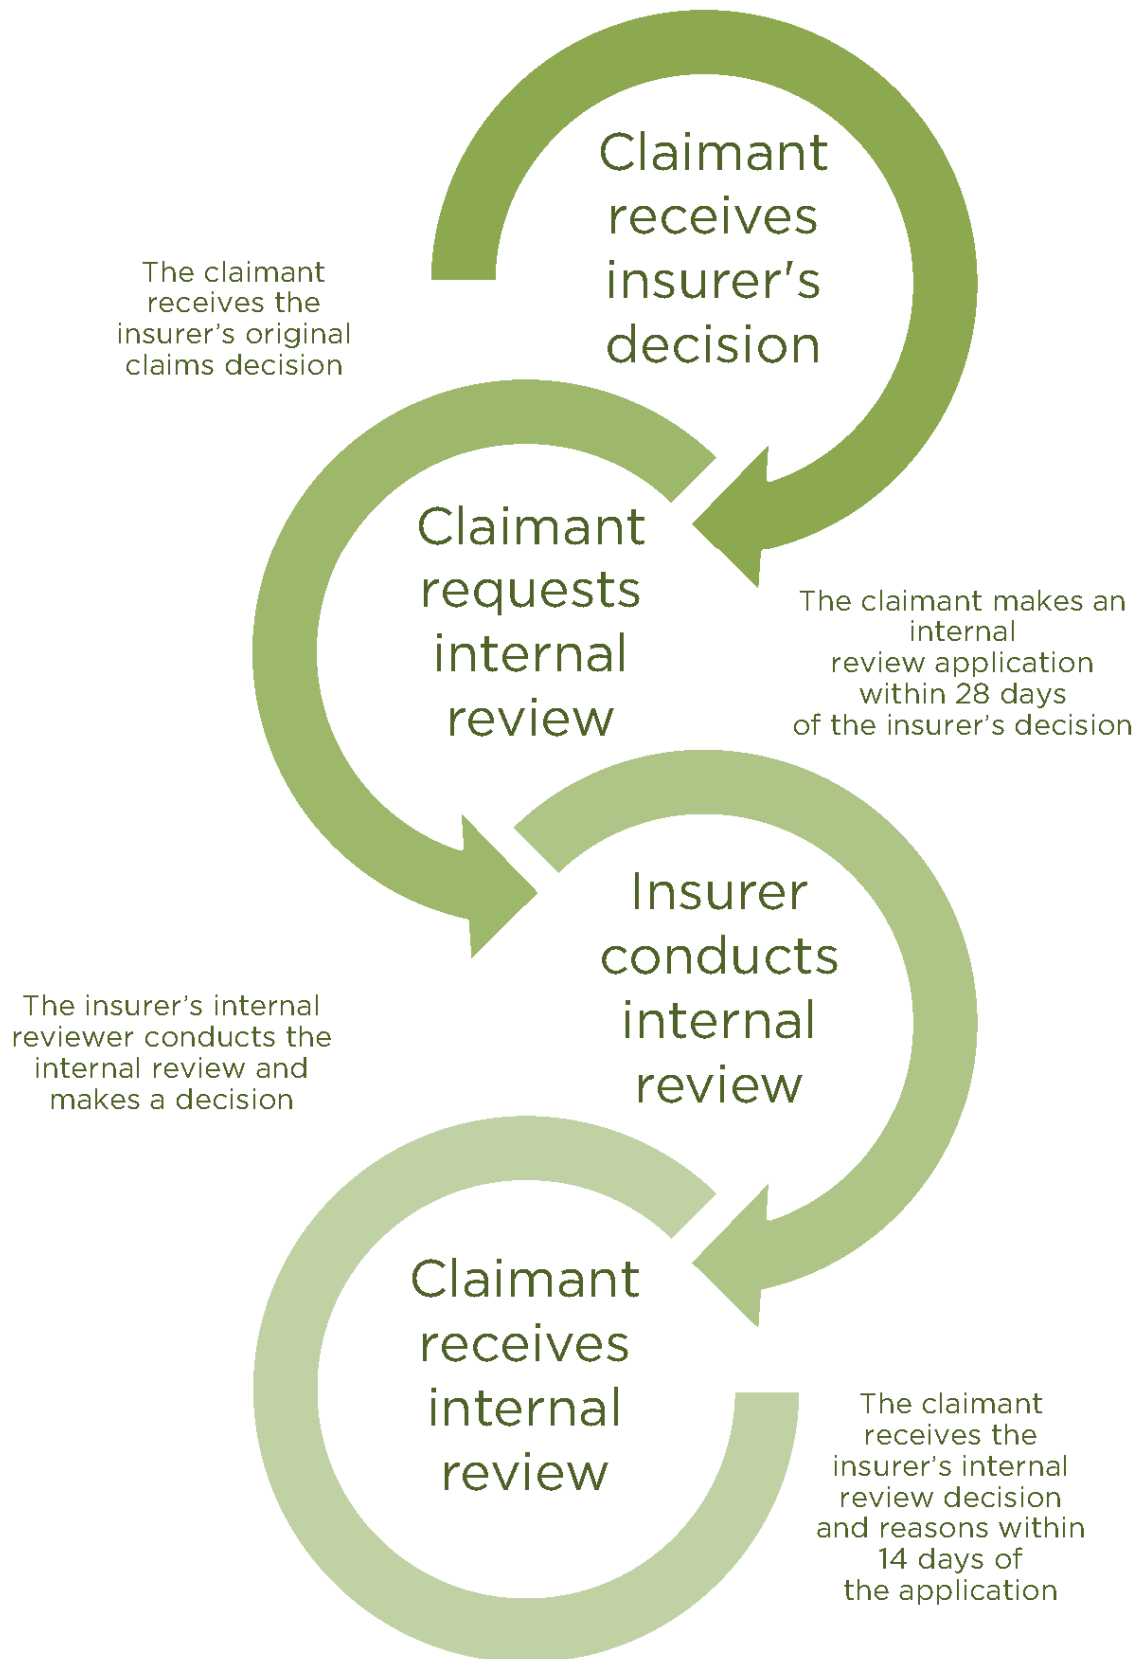 Claimant
receives
insurer's
decision
The claimant
receives the
insurer’s original
claims decision
Claimant
requests
internal
review
The claimant makes an
internal
review application
within 28 days
of the insurer’s decision
Insurer
conducts
internal
review
The insurer’s internal
reviewer conducts the
internal review and
makes a decision
Claimant
receives
internal
review
The claimant
receives the
insurer’s internal
review decision
and reasons within
14 days of
the application